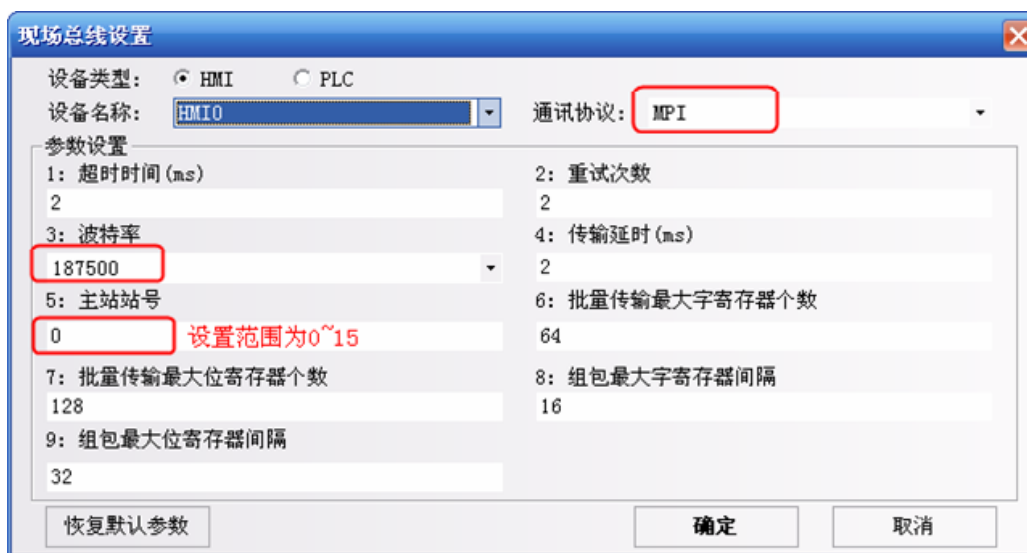 现场总线设置
设备类型： HMI PLC
设备名称： HMI0 通讯协议： MPI
参数设置
1: 超时时间(ms) 2: 重试次数
2 2
3: 波特率 4: 传输延时(ms)
187500 2
5: 主站站号 6: 批量传输最大字寄存器个数
0 设置范围为0~15 64
7: 批量传输最大位寄存器个数 8: 组包最大字寄存器间隔
128 16
9: 组包最大位寄存器间隔
32
恢复默认参数 确定 取消